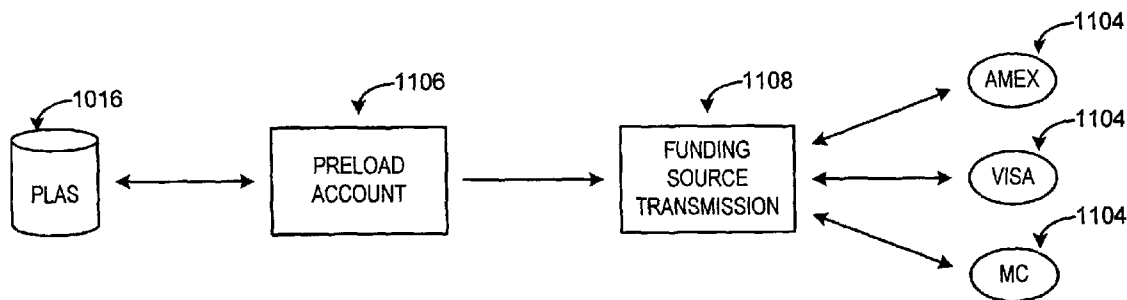 1016
PLAS
1106
PRELOAD
ACCOUNT
1108
FUNDING
SOURCE
TRANSMISSION
1104
AMEX
1104
VISA
1104
MC